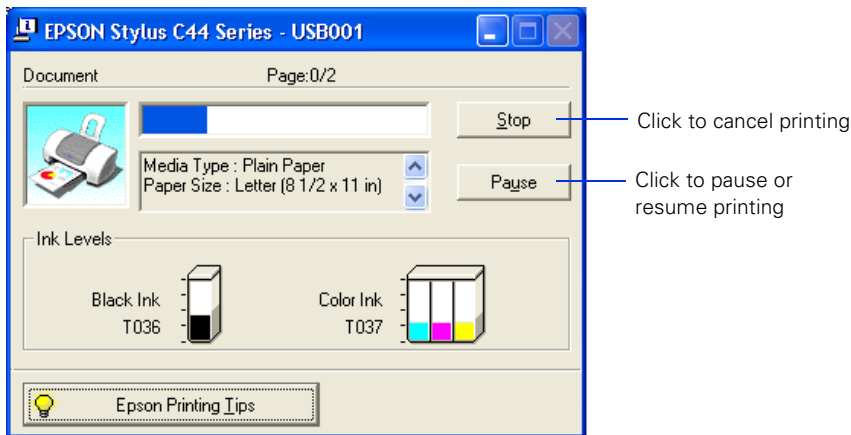 EPSON Stylus C44 Series - USB001
Document Page:0/2
Stop
Click to cancel printing
Media Type : Plain Paper
Paper Size : Letter (8 1/2 x 11 in)
Pause
Click to pause or
resume printing
Ink Levels
Black Ink
T036
Color Ink
T037
Epson Printing Tips